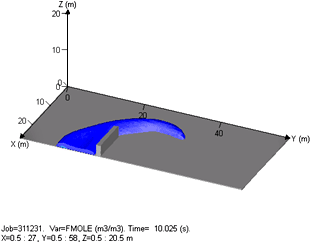 Z (m)
20
10
0
0
0
10
20
20
40
X (m)
Y (m)
Job=311231. Var=FMOLE (m3/m3). Time= 10.025 (s).
X=0.5 : 27, Y=0.5 : 58, Z=0.5 : 20.5 m